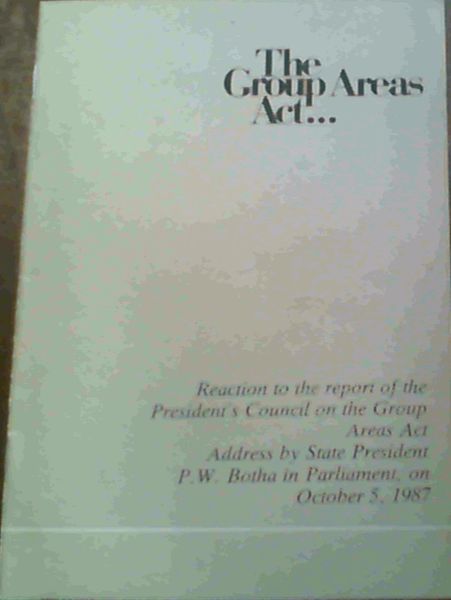 The
Group Areas
Act...
Reaction to the report of the
President's Council on the Group
Areas Act
Address by State President
P.W. Botha in Parliament, on
October 5, 1987